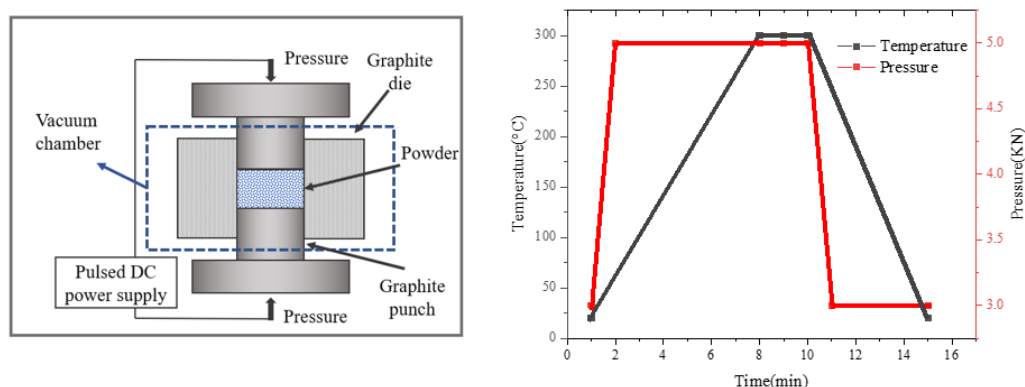 Pressure
Graphite
die
Vacuum
chamber
Powder
Pulsed DC
power supply
Graphite
punch
Pressure
Temperature(°C)
300
250
200
150
100
50
0
Temperature
Pressure
5.0
4.5
4.0
3.5
3.0
Pressure(KN)
0 2 4 6 8 10 12 14 16
Time(min)